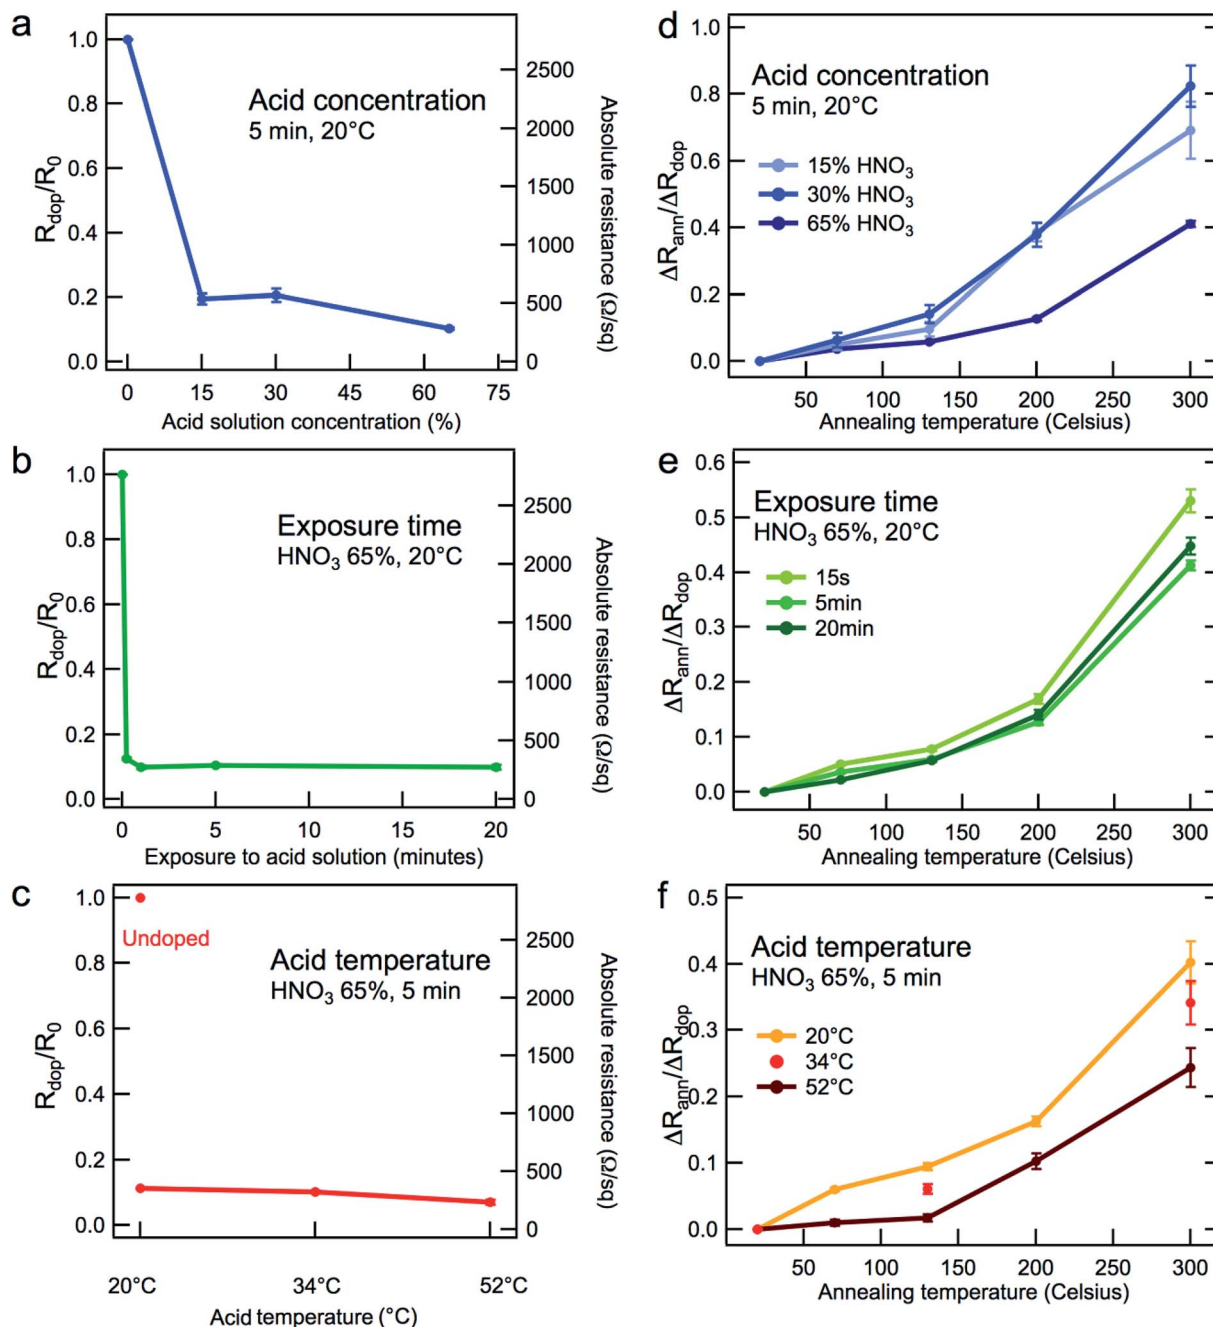 a
1.0
0.8
0.6
0.4
0.2
0.0
R_dop/R_0
Acid concentration
5 min, 20°C
2500
2000
1500
1000
500
0
Absolute resistance (Ω/sq)
0 15 30 45 60 75
Acid solution concentration (%)
d
1.0
0.8
0.6
0.4
0.2
0.0
ΔR_ann/ΔR_dop
Acid concentration
5 min, 20°C
15% HNO₃
30% HNO₃
65% HNO₃
50 100 150 200 250 300
Annealing temperature (Celsius)
b
1.0
0.8
0.6
0.4
0.2
0.0
R_dop/R_0
Exposure time
HNO₃ 65%, 20°C
2500
2000
1500
1000
500
0
Absolute resistance (Ω/sq)
0 5 10 15 20
Exposure to acid solution (minutes)
e
0.6
0.5
0.4
0.3
0.2
0.1
0.0
ΔR_ann/ΔR_dop
Exposure time
HNO₃ 65%, 20°C
15s
5min
20min
50 100 150 200 250 300
Annealing temperature (Celsius)
c
1.0
0.8
0.6
0.4
0.2
0.0
R_dop/R_0
Undoped
Acid temperature
HNO₃ 65%, 5 min
2500
2000
1500
1000
500
0
Absolute resistance (Ω/sq)
20°C 34°C 52°C
Acid temperature (°C)
f
0.5
0.4
0.3
0.2
0.1
0.0
ΔR_ann/ΔR_dop
Acid temperature
HNO₃ 65%, 5 min
20°C
34°C
52°C
50 100 150 200 250 300
Annealing temperature (Celsius)